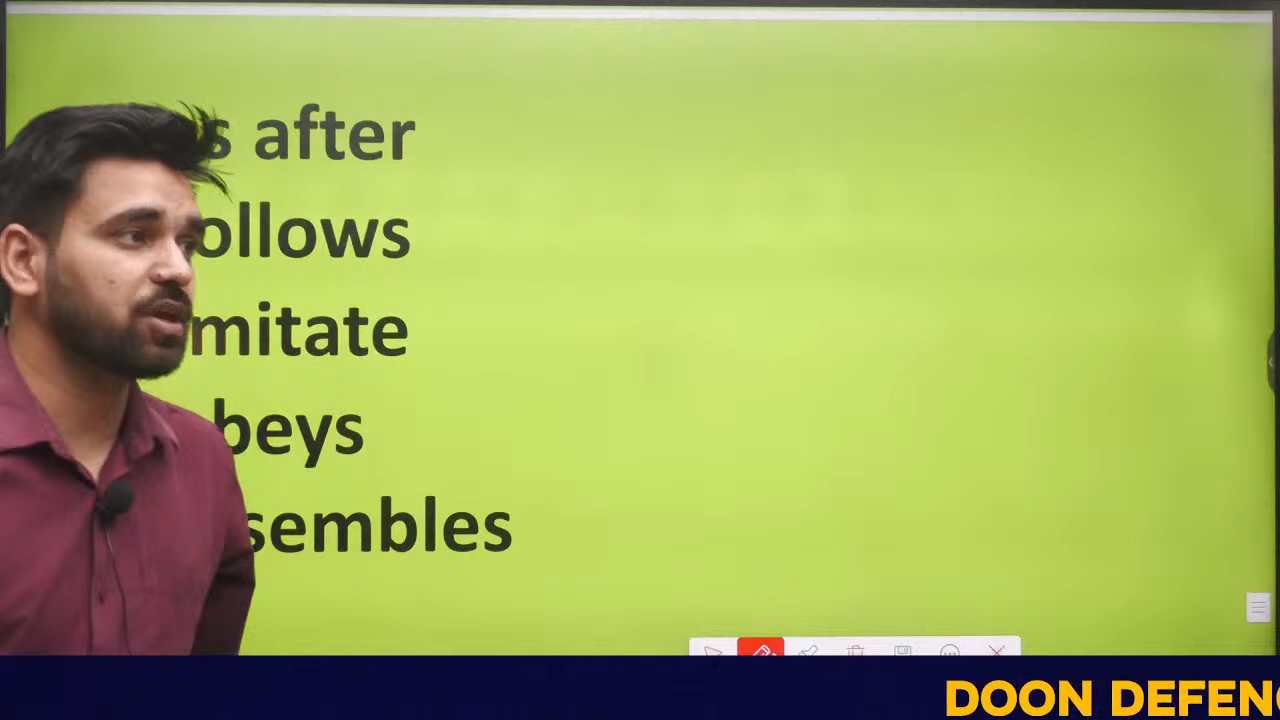 s after
ollows
mitate
beys
sembles
DOON DEFEN